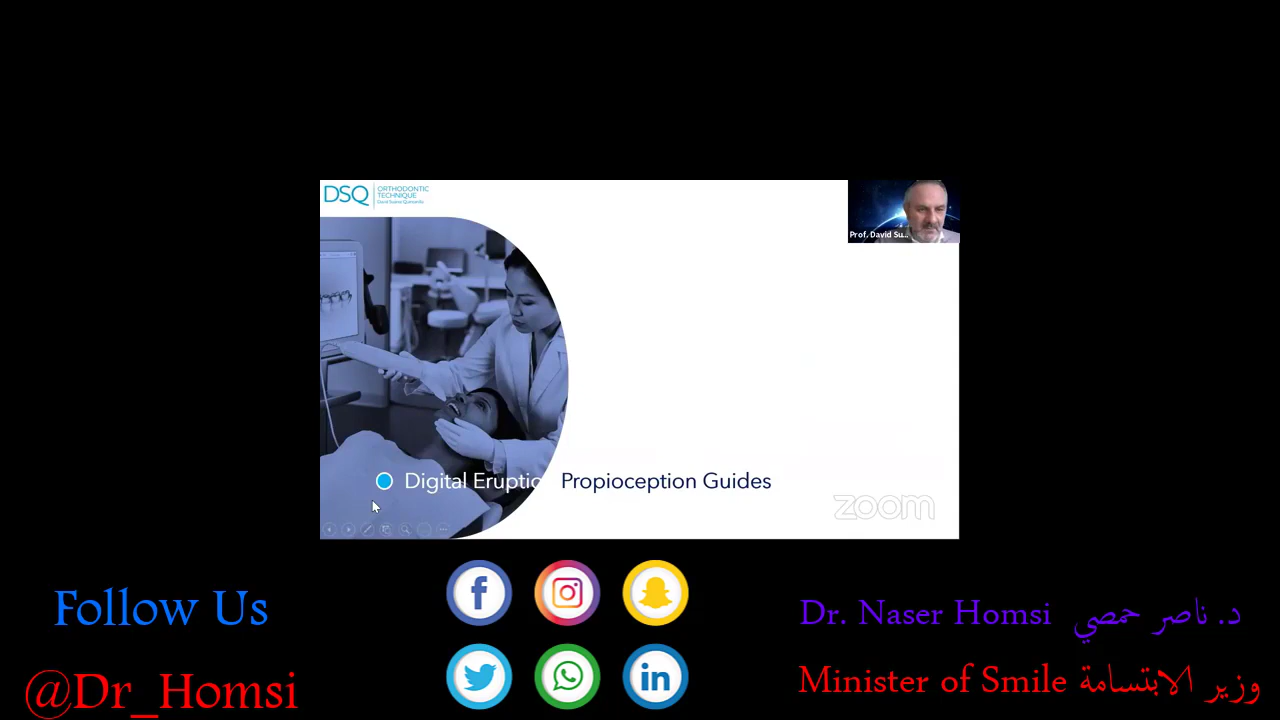 DSQ
ORTHODONTIC
TECHNIQUE
Prof. David Su...
Digital Eruptio Propioception Guides
zoom
Follow Us
@Dr_Homsi
Dr. Naser Homsi د. ناصر حمصي
Minister of Smile وزير الابتسامة